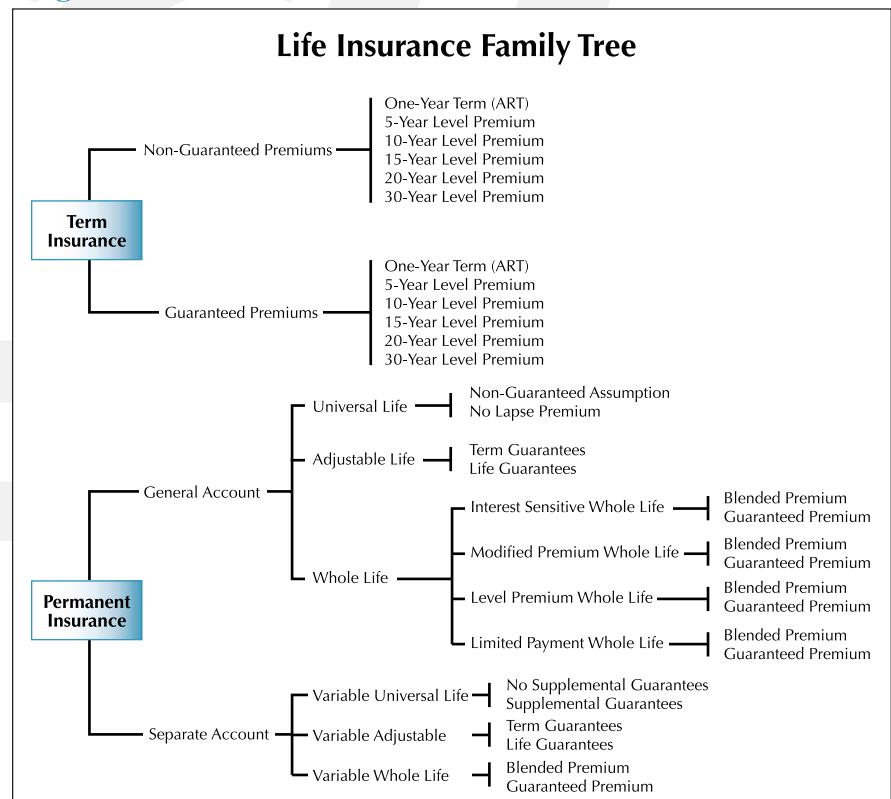 Life Insurance Family Tree
Non-Guaranteed Premiums
One-Year Term (ART)
5-Year Level Premium
10-Year Level Premium
15-Year Level Premium
20-Year Level Premium
30-Year Level Premium
Term
Insurance
Guaranteed Premiums
One-Year Term (ART)
5-Year Level Premium
10-Year Level Premium
15-Year Level Premium
20-Year Level Premium
30-Year Level Premium
Permanent
Insurance
General Account
Universal Life
Non-Guaranteed Assumption
No Lapse Premium
Adjustable Life
Term Guarantees
Life Guarantees
Whole Life
Interest Sensitive Whole Life
Blended Premium
Guaranteed Premium
Modified Premium Whole Life
Blended Premium
Guaranteed Premium
Level Premium Whole Life
Blended Premium
Guaranteed Premium
Limited Payment Whole Life
Blended Premium
Guaranteed Premium
Separate Account
Variable Universal Life
No Supplemental Guarantees
Supplemental Guarantees
Variable Adjustable
Term Guarantees
Life Guarantees
Variable Whole Life
Blended Premium
Guaranteed Premium